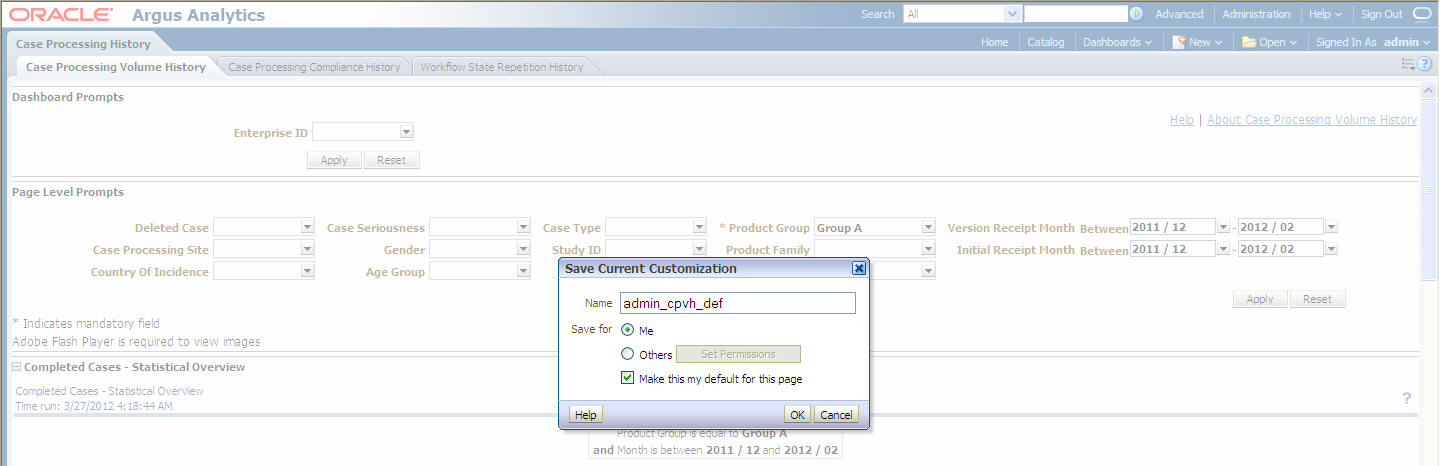 ORACLE Argus Analytics Search All Advanced Administration Help Sign Out
Case Processing History Home Catalog Dashboards New Open Signed In As admin
Case Processing Volume History Case Processing Compliance History Workflow State Repetition History
Dashboard Prompts
Help | About Case Processing Volume History
Enterprise ID
Apply Reset
Page Level Prompts
Deleted Case Case Seriousness Case Type * Product Group Group A Version Receipt Month Between 2011 / 12 - 2012 / 02
Case Processing Site Gender Study ID Product Family Initial Receipt Month Between 2011 / 12 - 2012 / 02
Country Of Incidence Age Group
Apply Reset
* Indicates mandatory field
Adobe Flash Player is required to view images
Save Current Customization
Name admin_cpvh_def
Save for Me
Others Set Permissions
Make this my default for this page
Help OK Cancel
Completed Cases - Statistical Overview
Completed Cases - Statistical Overview
Time run: 3/27/2012 4:18:44 AM
?
Product Group is equal to Group A
and Month is between 2011 / 12 and 2012 / 02